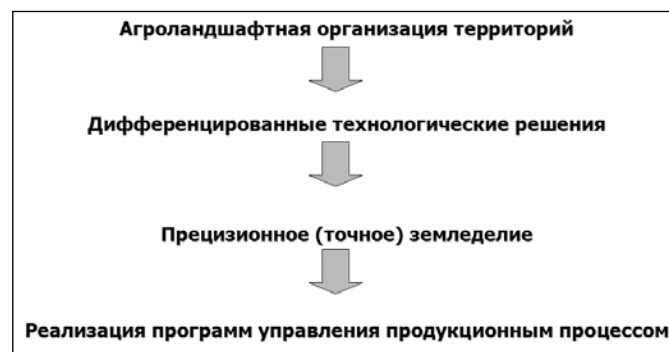 Агроландшафтная организация территорий
Дифференцированные технологические решения
Прецизионное (точное) земледелие
Реализация программ управления продукционным процессом